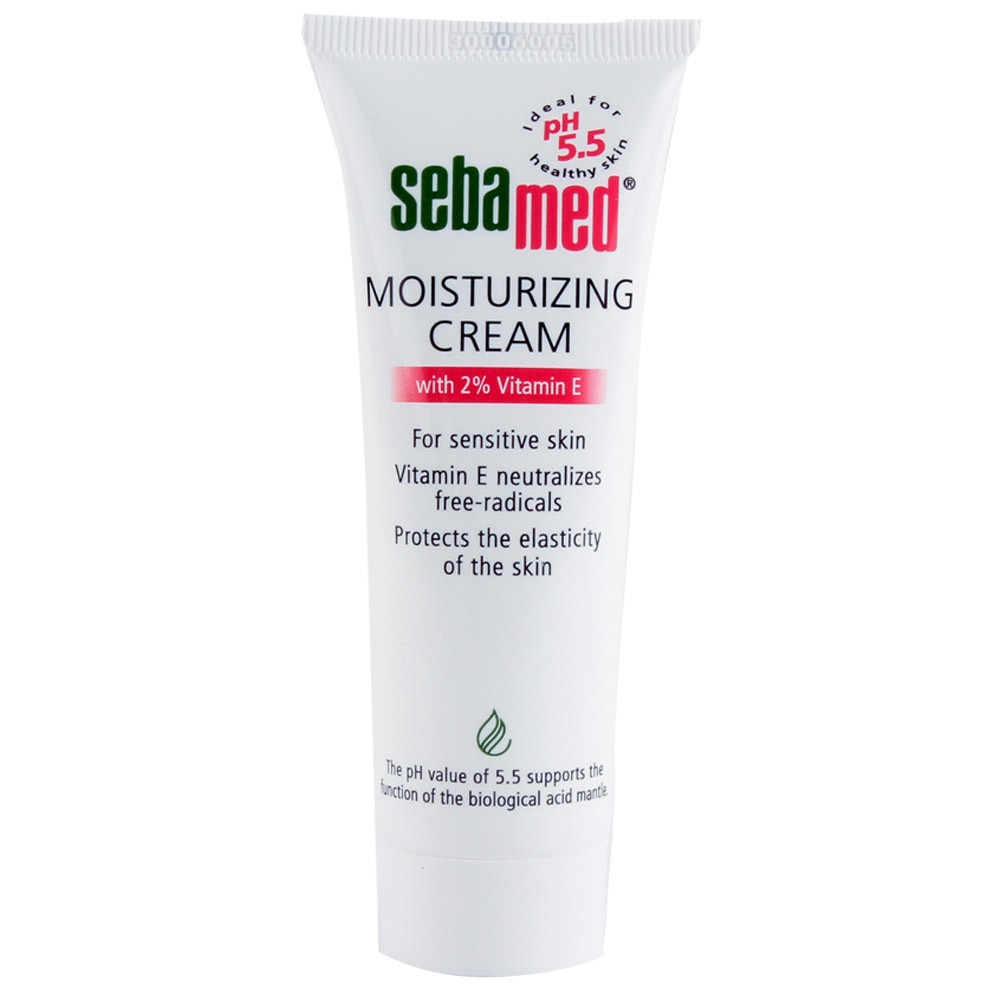 30006005
Ideal for
pH
5.5
healthy skin
sebamed®
MOISTURIZING
CREAM
with 2% Vitamin E
For sensitive skin
Vitamin E neutralizes
free-radicals
Protects the elasticity
of the skin
The pH value of 5.5 supports the
function of the biological acid mantle.